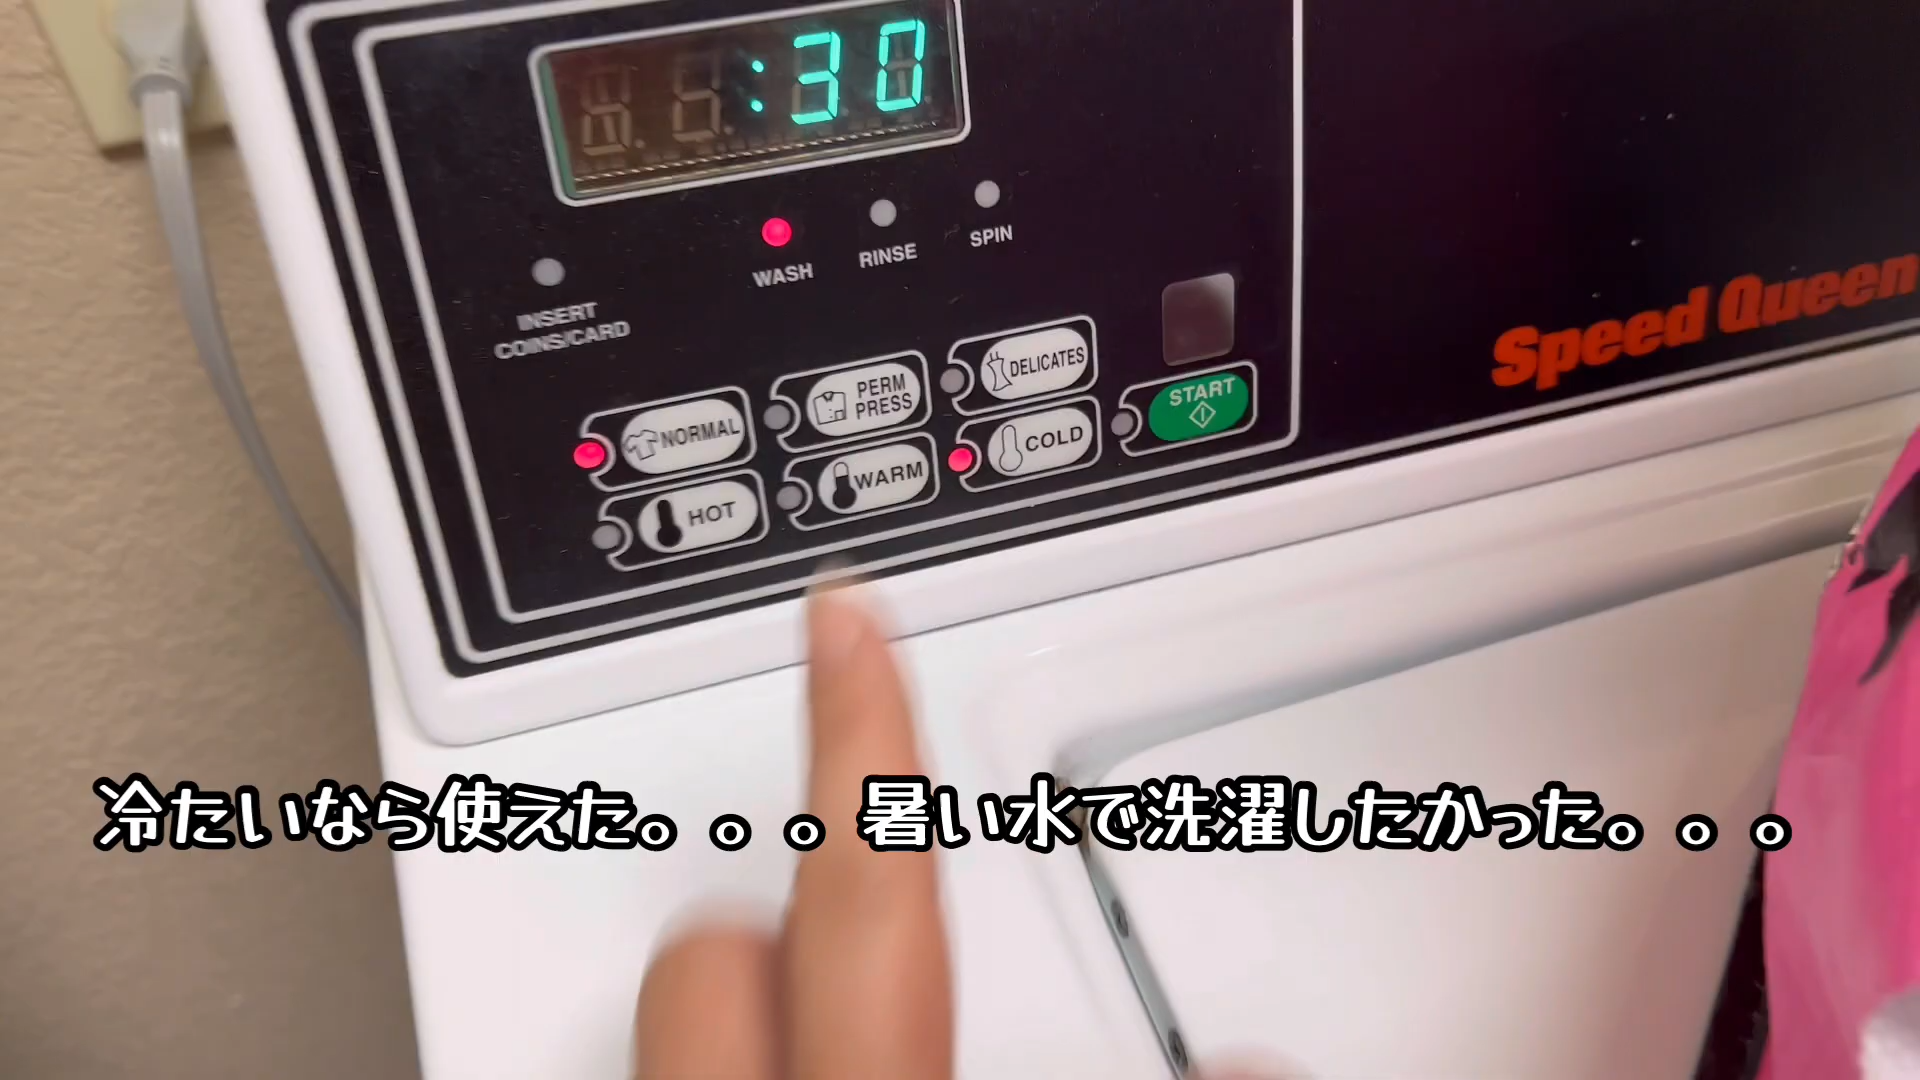 :30
WASH
RINSE
SPIN
INSERT
COINS/CARD
NORMAL
PERM
PRESS
DELICATES
HOT
WARM
COLD
START
Speed Queen
冷たいなら使えた。。。暑い水で洗濯したかった。。。